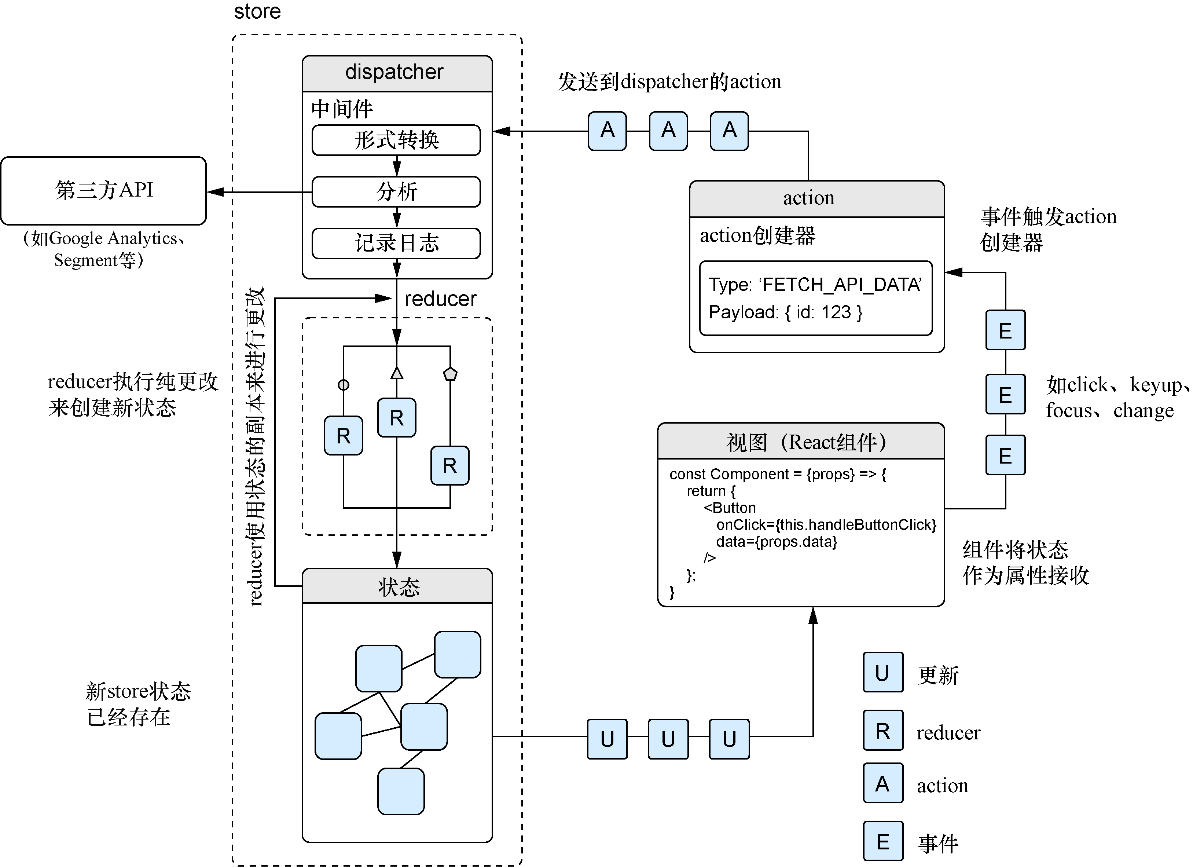 store
dispatcher
中间件
形式转换
分析
记录日志
第三方API
（如Google Analytics、
Segment等）
发送到dispatcher的action
A
A
A
action
action创建器
Type: ‘FETCH_API_DATA’
Payload: { id: 123 }
事件触发action
创建器
E
E
E
如click、keyup、
focus、change
reducer
reducer使用状态的副本来进行更改
reducer执行纯更改
来创建新状态
R
R
R
视图（React组件）
const Component = {props} => {
return {
<Button
onClick={this.handleButtonClick}
data={props.data}
/>
};
}
组件将状态
作为属性接收
状态
新store状态
已经存在
U
U
U
U 更新
R reducer
A action
E 事件